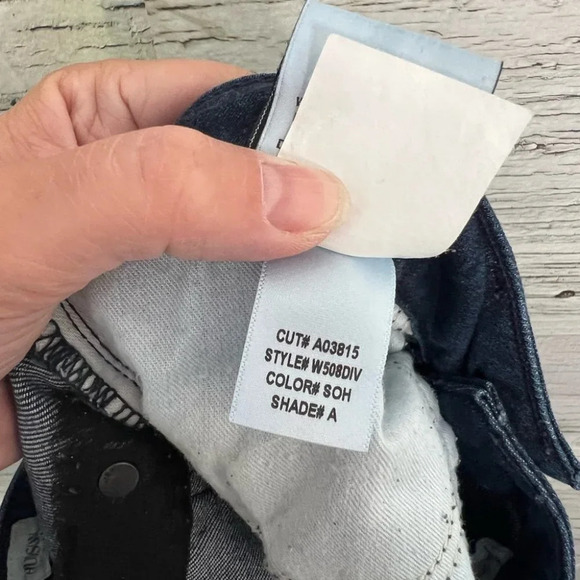 CUT# A03815
STYLE# W508DIV
COLOR# SOH
SHADE# A